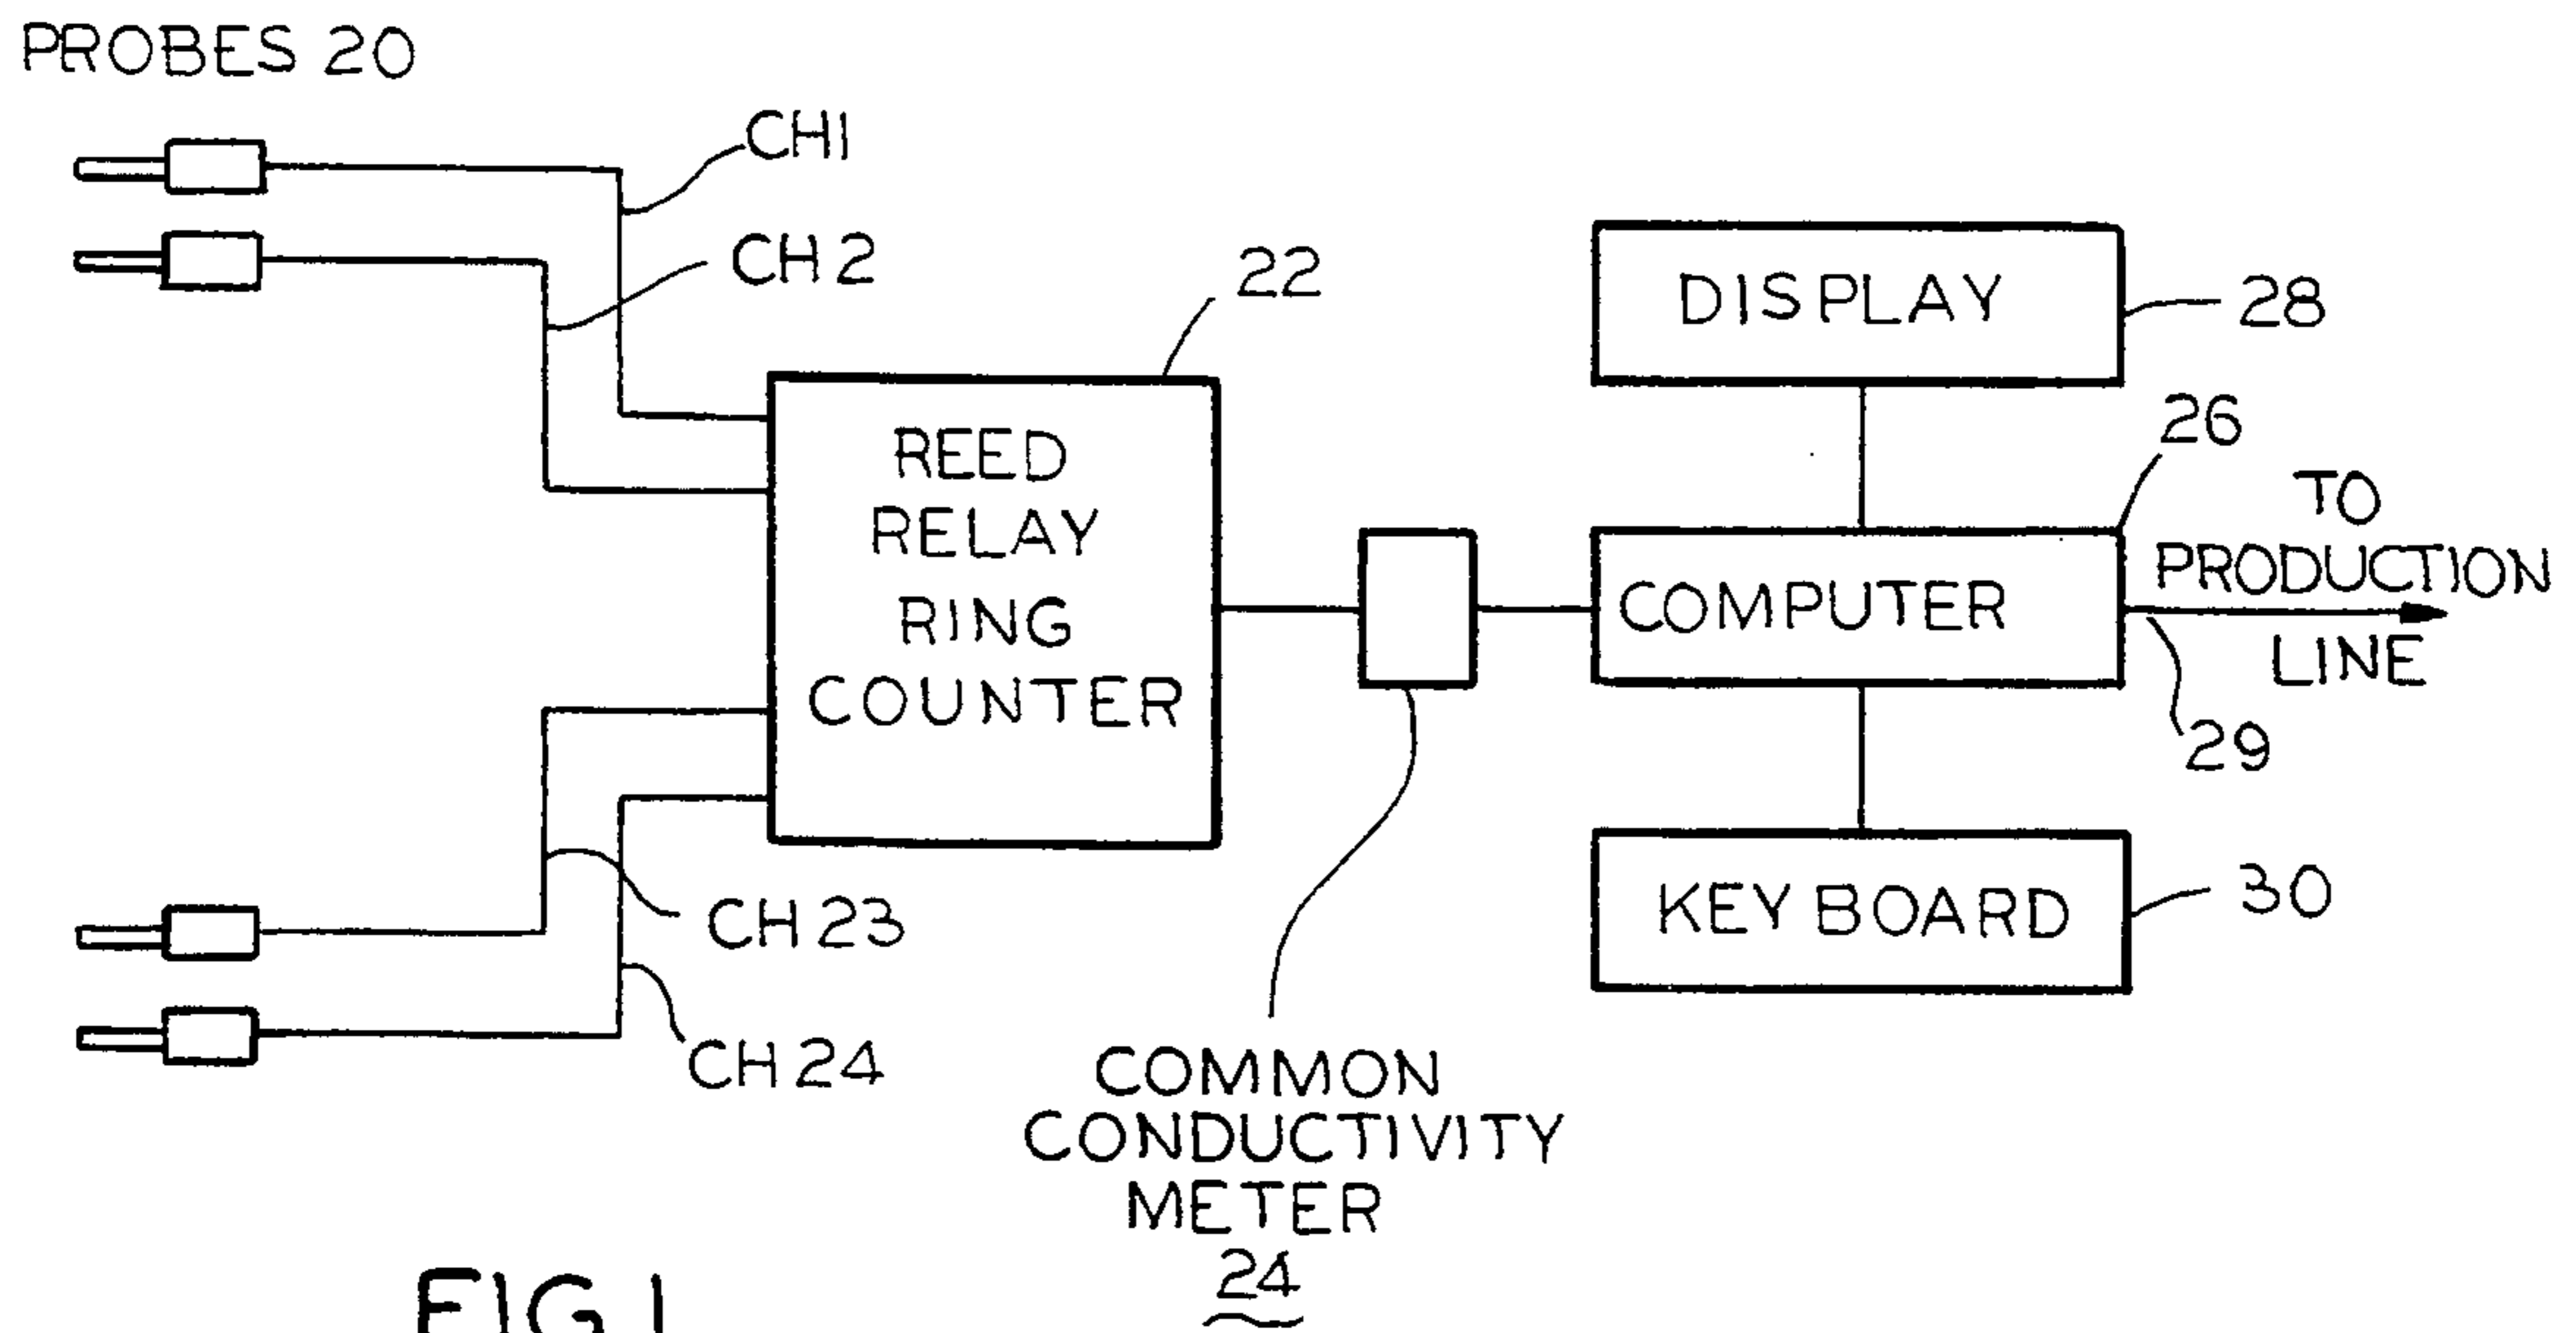 PROBES 20
CH1
CH 2
22
REED
RELAY
RING
COUNTER
CH 23
CH 24
COMMON
CONDUCTIVITY
METER
24
DISPLAY
28
26
COMPUTER
TO
PRODUCTION
LINE
29
KEY BOARD
30
FIG 1